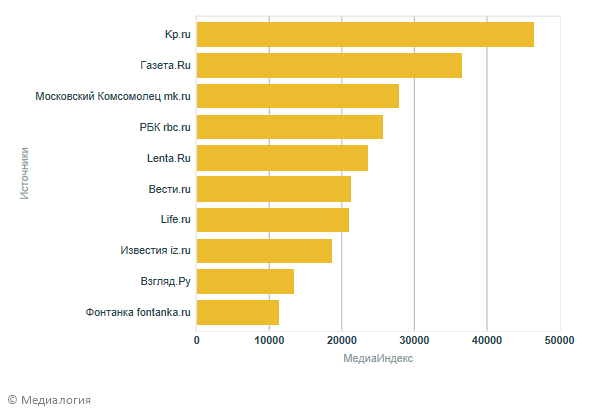 Kp.ru
Газета.Ru
Московский Комсомолец mk.ru
РБК rbc.ru
Lenta.Ru
Вести.ru
Life.ru
Известия iz.ru
Взгляд.Ру
Фонтанка fontanka.ru
Источники
0 10000 20000 30000 40000 50000
МедиаИндекс
© Медиалогия